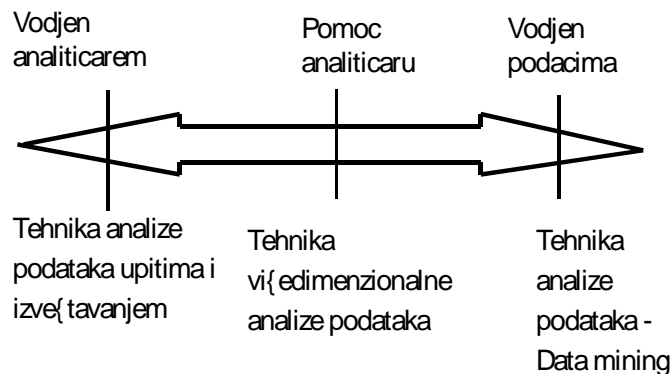 Vodjen
analiticarem
Pomoc
analiticaru
Vodjen
podacima
Tehnika analize
podataka upitima i
izve{tavanjem
Tehnika
vi{edimenzionalne
analize podataka
Tehnika
analize
podataka -
Data mining